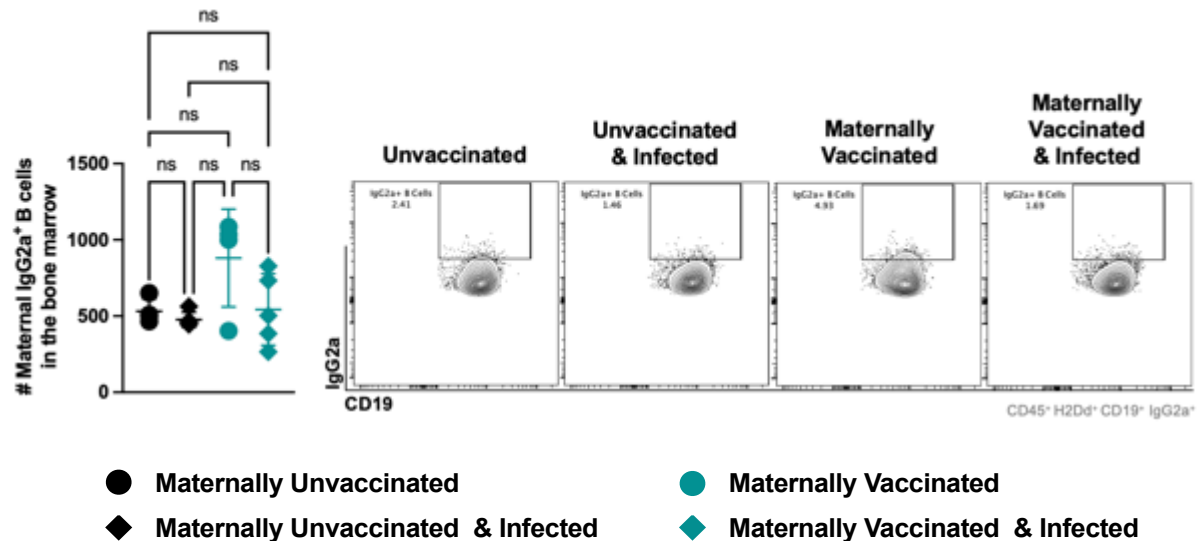 ns
ns
ns
ns ns ns
# Maternal IgG2a⁺ B cells
in the bone marrow
1500
1000
500
0
Unvaccinated
Unvaccinated
& Infected
Maternally
Vaccinated
Maternally
Vaccinated
& Infected
IgG2a+ B Cells
2.41
IgG2a+ B Cells
1.46
IgG2a+ B Cells
4.93
IgG2a+ B Cells
1.69
IgG2a
CD19
CD45⁺ H2Dd⁺ CD19⁺ IgG2a⁺
Maternally Unvaccinated
Maternally Unvaccinated & Infected
Maternally Vaccinated
Maternally Vaccinated & Infected